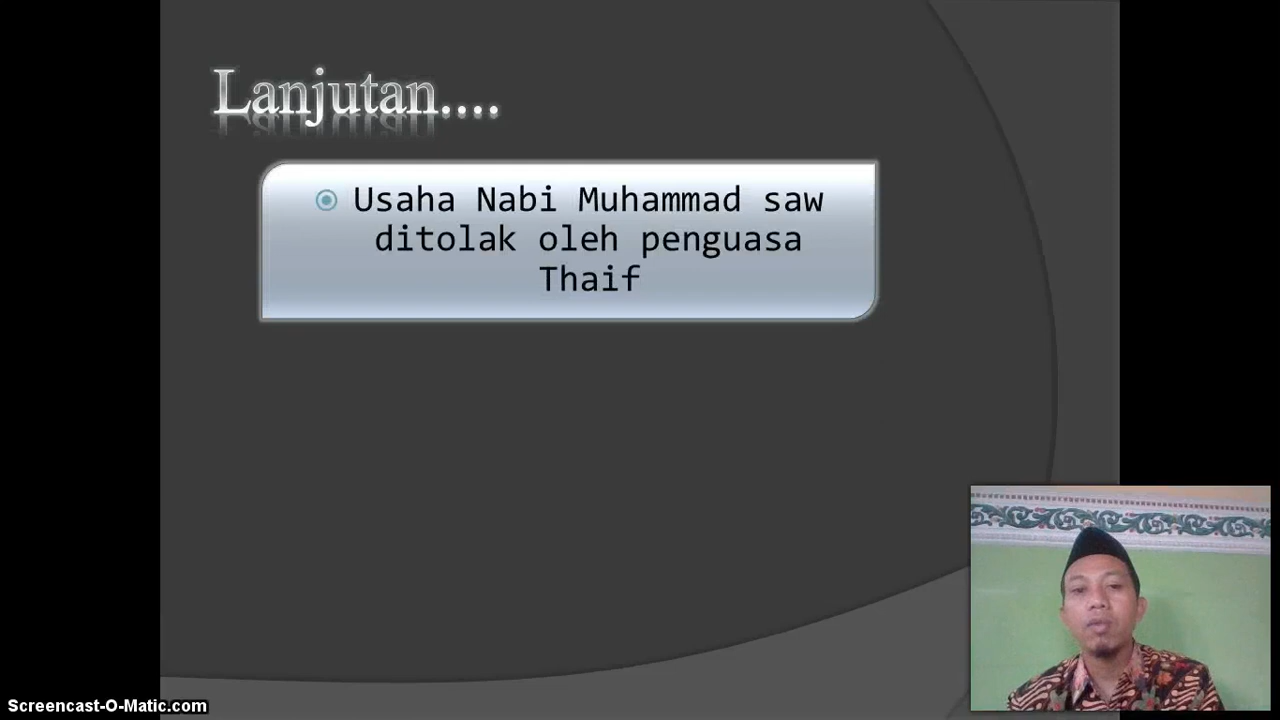 Lanjutan....
Usaha Nabi Muhammad saw
ditolak oleh penguasa
Thaif
Screencast-O-Matic.com